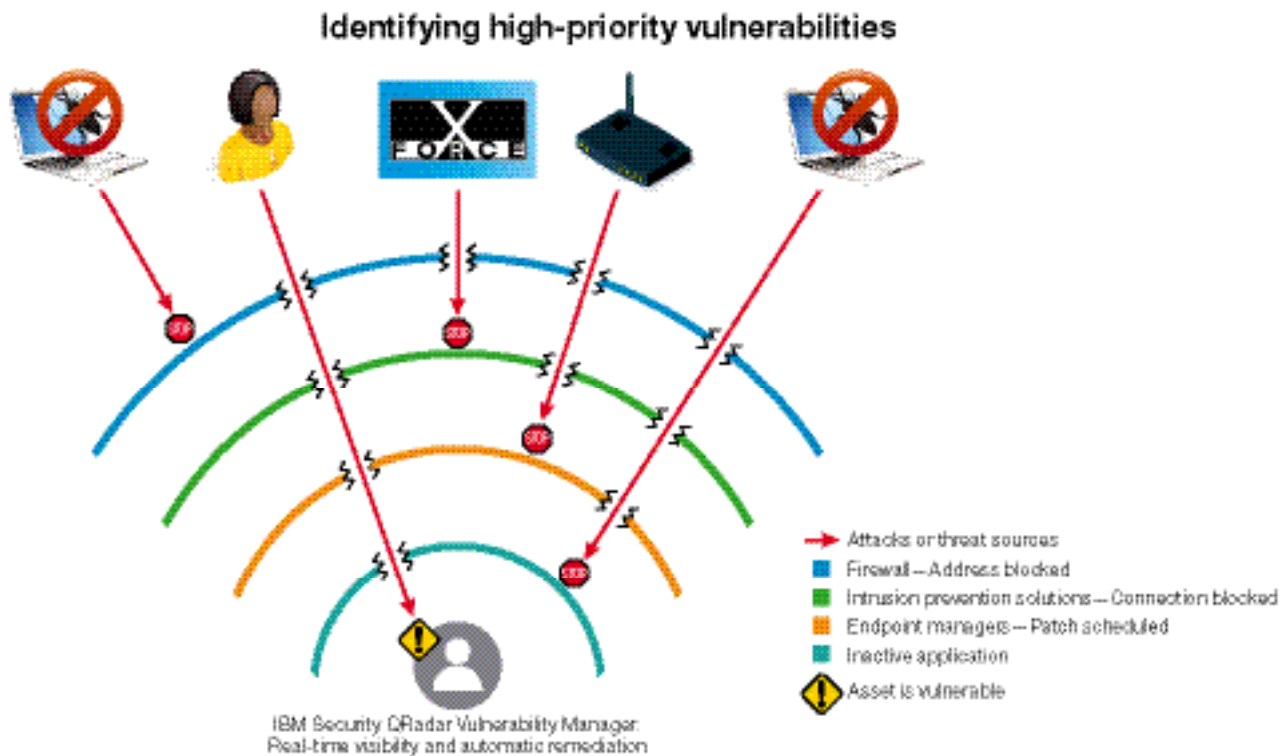 Identifying high-priority vulnerabilities
X
FORCE
STOP
STOP
STOP
STOP
Attacks or threat sources
Firewall—Address blocked
Intrusion prevention solutions—Connection blocked
Endpoint managers—Patch scheduled
Inactive application
Asset is vulnerable
IBM Security QRadar Vulnerability Manager:
Real-time visibility and automatic remediation